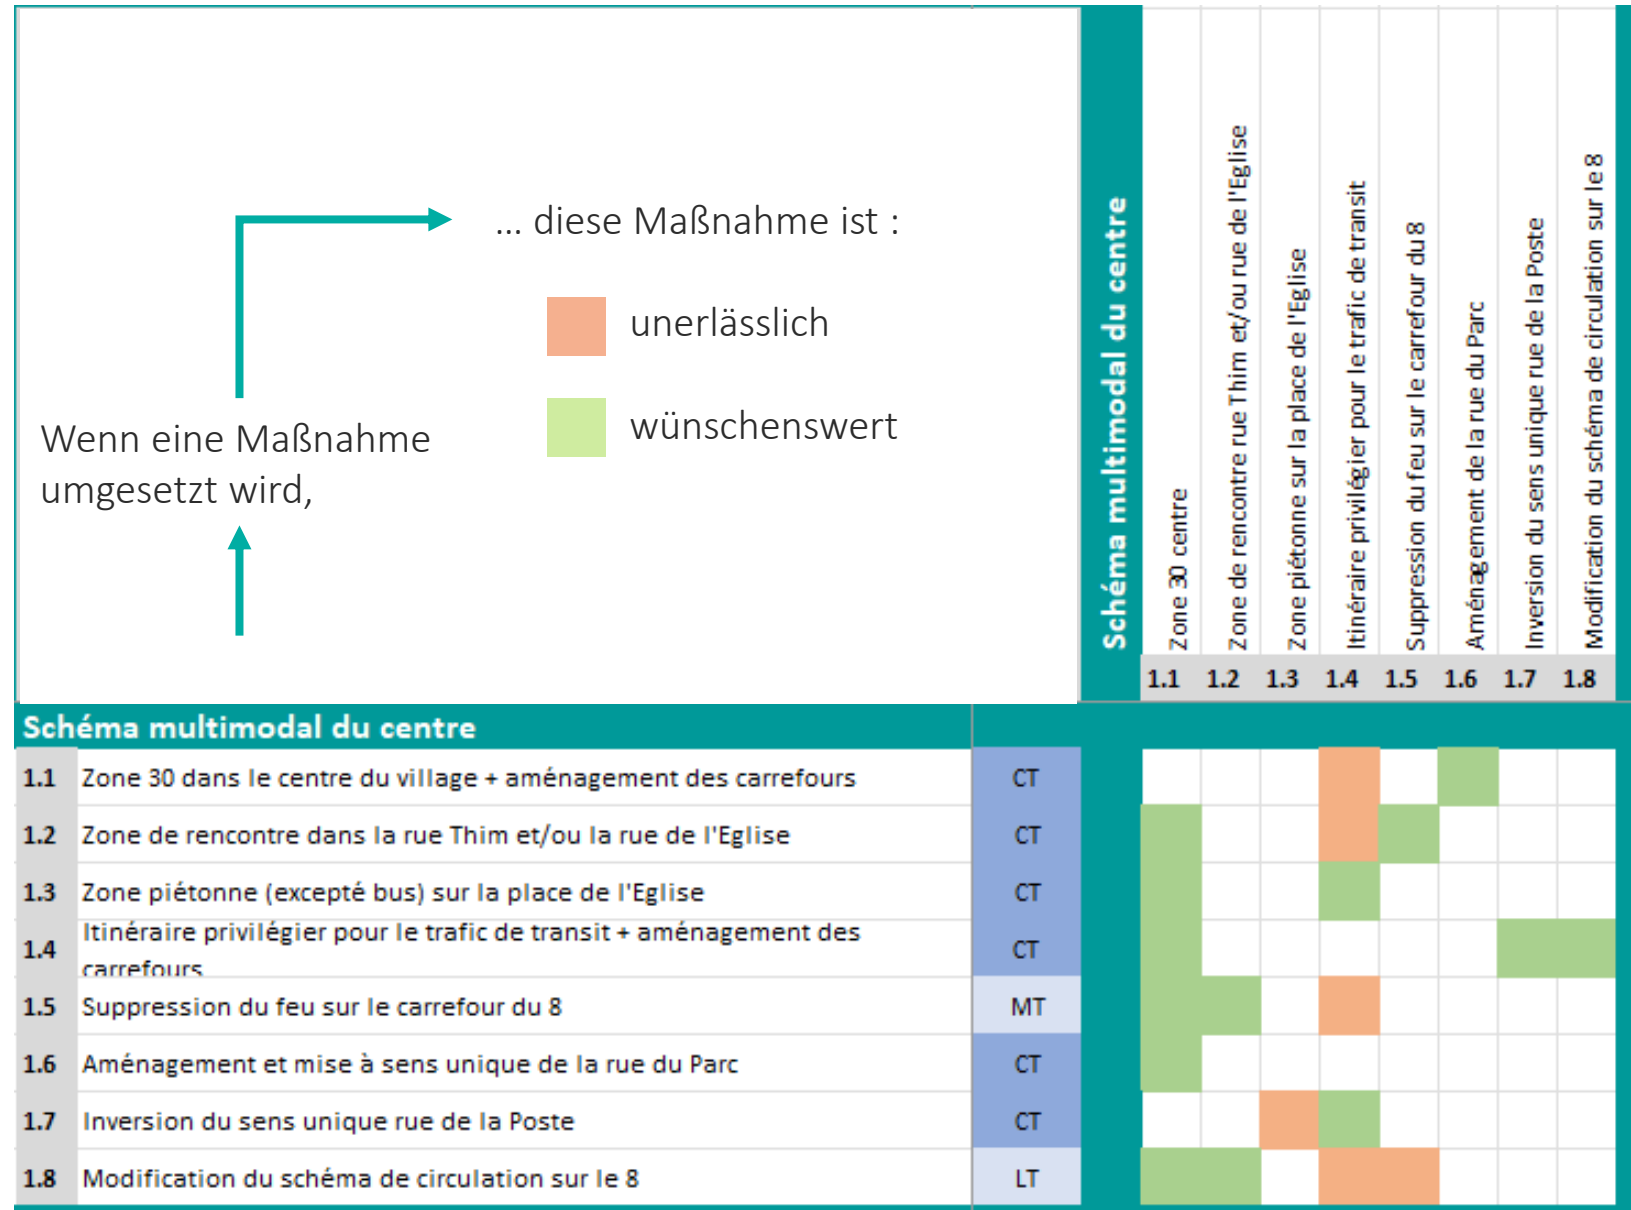 ... diese Maßnahme ist :
unerlässlich
wünschenswert
Wenn eine Maßnahme
umgesetzt wird,
Schéma multimodal du centre
Zone 30 centre
Zone de rencontre rue Thim et/ou rue de l'Eglise
Zone piétonne sur la place de l'Eglise
Itinéraire privilégier pour le trafic de transit
Suppression du feu sur le carrefour du 8
Aménagement de la rue du Parc
Inversion du sens unique rue de la Poste
Modification du schéma de circulation sur le 8
1.1 1.2 1.3 1.4 1.5 1.6 1.7 1.8
Schéma multimodal du centre
1.1 Zone 30 dans le centre du village + aménagement des carrefours CT
1.2 Zone de rencontre dans la rue Thim et/ou la rue de l'Eglise CT
1.3 Zone piétonne (excepté bus) sur la place de l'Eglise CT
1.4 Itinéraire privilégier pour le trafic de transit + aménagement des
carrefours CT
1.5 Suppression du feu sur le carrefour du 8 MT
1.6 Aménagement et mise à sens unique de la rue du Parc CT
1.7 Inversion du sens unique rue de la Poste CT
1.8 Modification du schéma de circulation sur le 8 LT